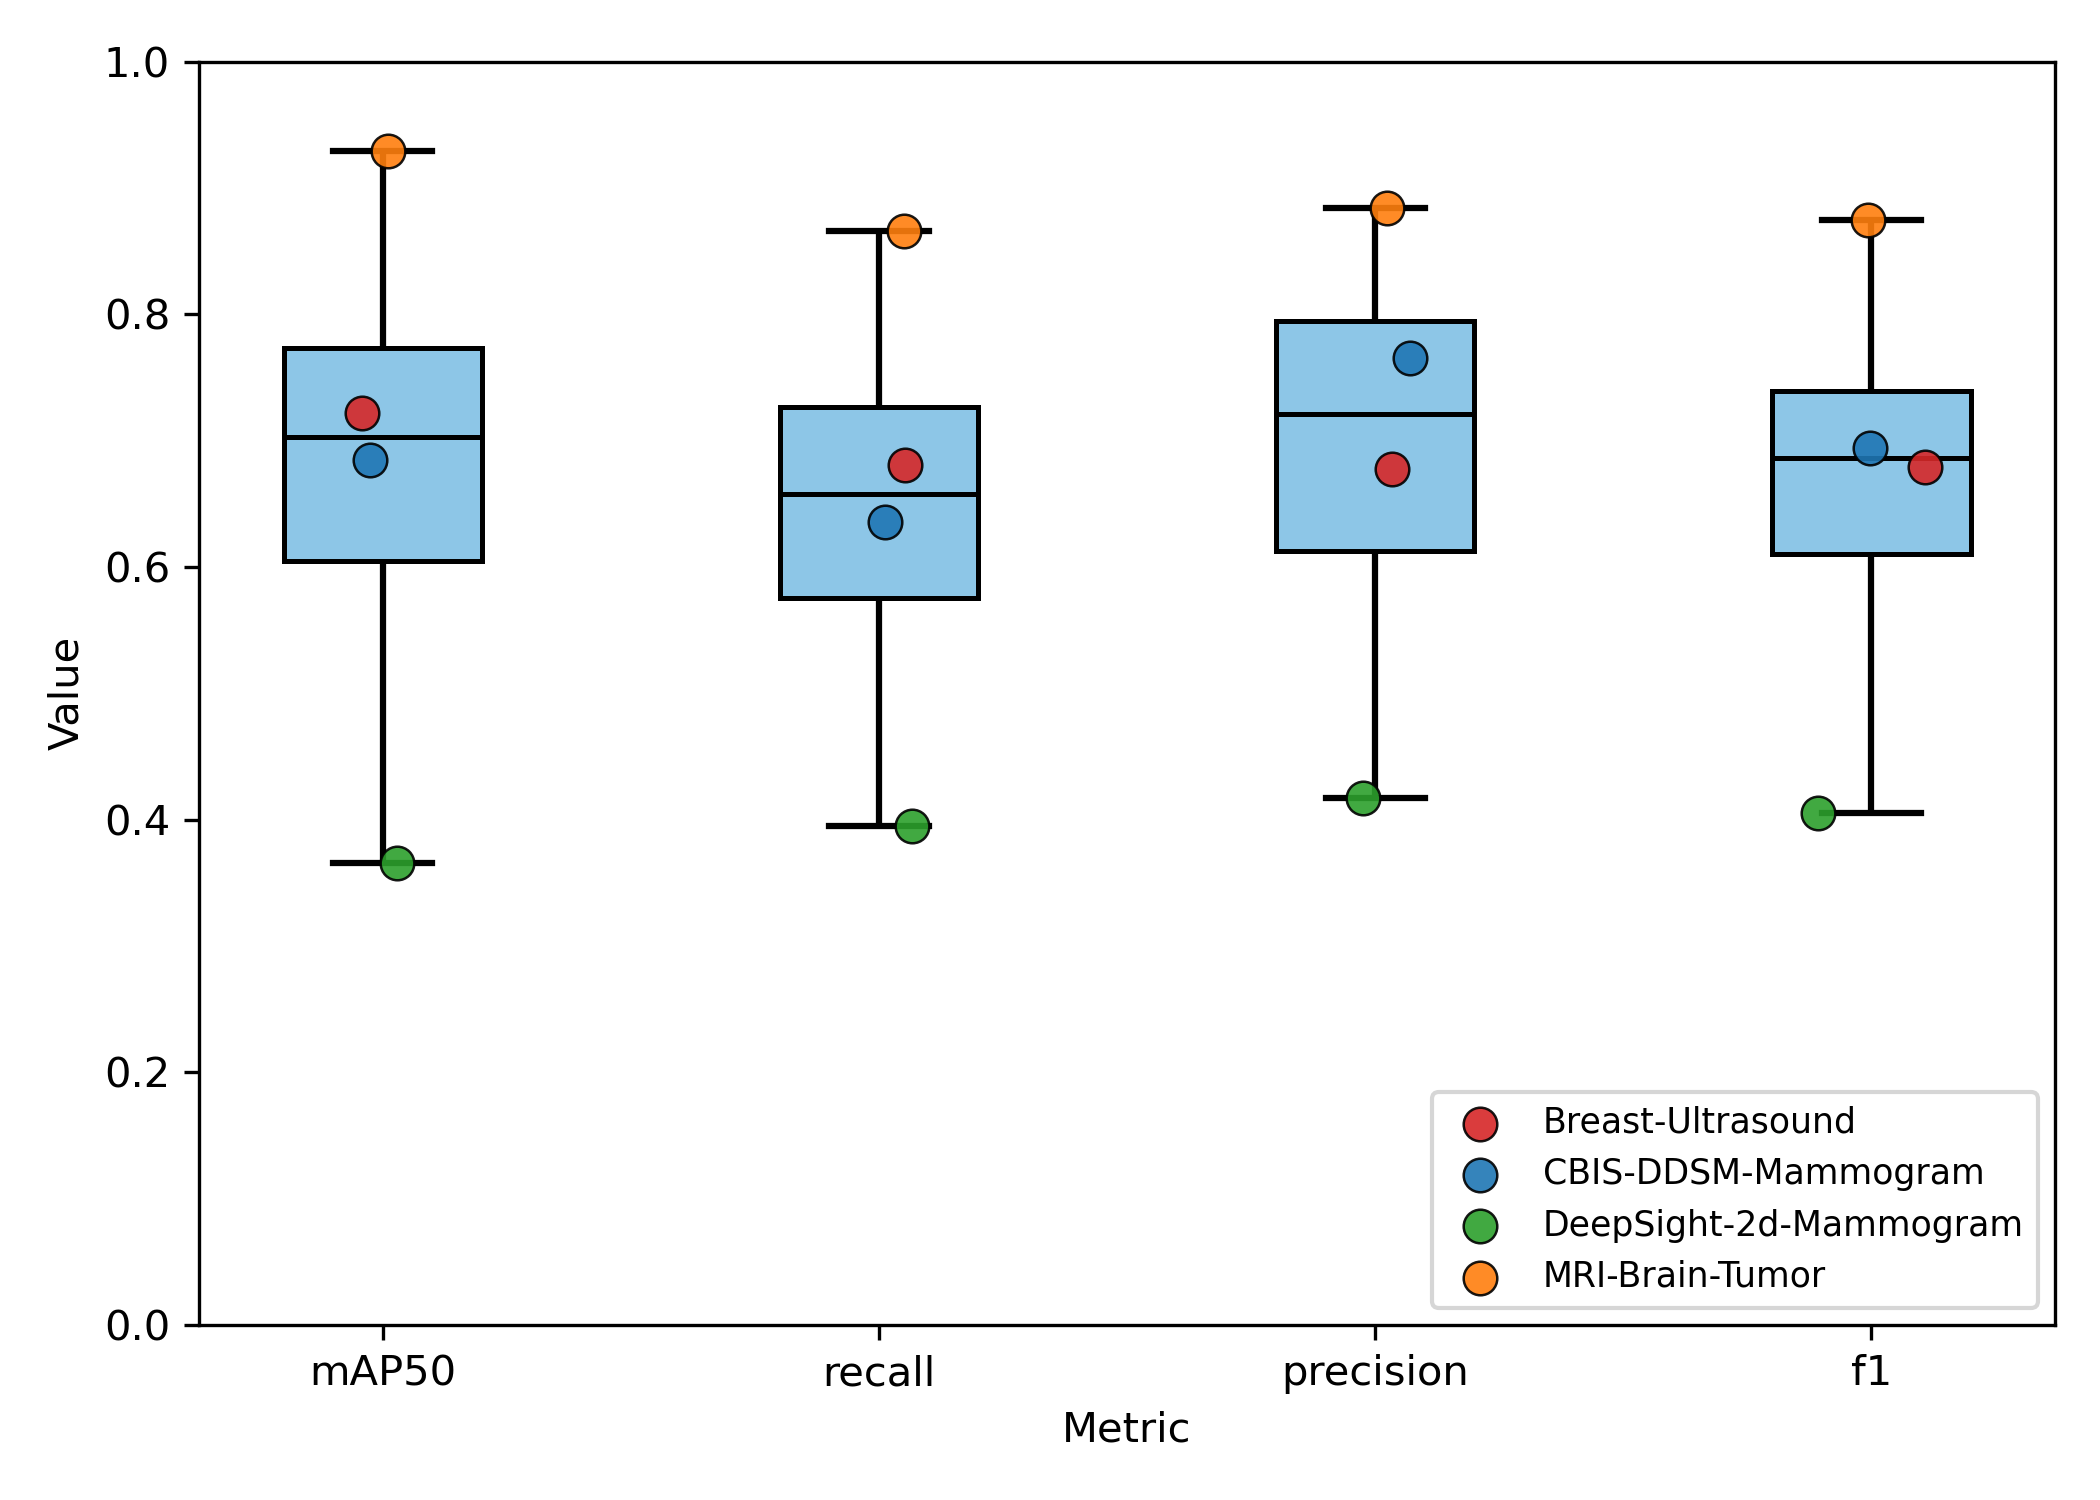 1.0
0.8
0.6
0.4
0.2
0.0
Value
mAP50
recall
precision
f1
Metric
Breast-Ultrasound
CBIS-DDSM-Mammogram
DeepSight-2d-Mammogram
MRI-Brain-Tumor